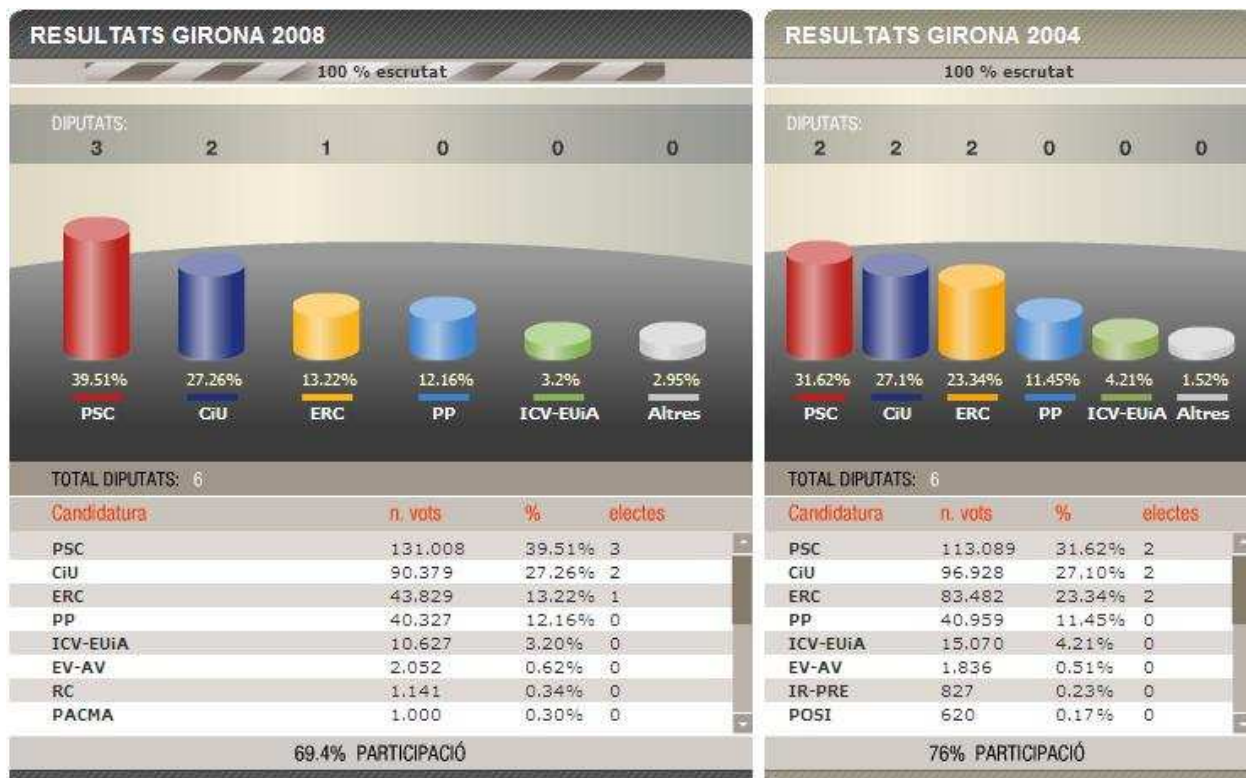 RESULTATS GIRONA 2008
100 % escrutat
DIPUTATS:
3 2 1 0 0 0
39.51% 27.26% 13.22% 12.16% 3.2% 2.95%
PSC CiU ERC PP ICV-EUiA Altres
TOTAL DIPUTATS: 6
Candidatura n. vots % electes
PSC 131.008 39.51% 3
CiU 90.379 27.26% 2
ERC 43.829 13.22% 1
PP 40.327 12.16% 0
ICV-EUiA 10.627 3.20% 0
EV-AV 2.052 0.62% 0
RC 1.141 0.34% 0
PACMA 1.000 0.30% 0
69.4% PARTICIPACIÓ
RESULTATS GIRONA 2004
100 % escrutat
DIPUTATS:
2 2 2 0 0 0
31.62% 27.1% 23.34% 11.45% 4.21% 1.52%
PSC CiU ERC PP ICV-EUiA Altres
TOTAL DIPUTATS: 6
Candidatura n. vots % electes
PSC 113.089 31.62% 2
CiU 96.928 27,10% 2
ERC 83.482 23.34% 2
PP 40.959 11.45% 0
ICV-EUiA 15.070 4.21% 0
EV-AV 1.836 0.51% 0
IR-PRE 827 0.23% 0
POSI 620 0.17% 0
76% PARTICIPACIÓ